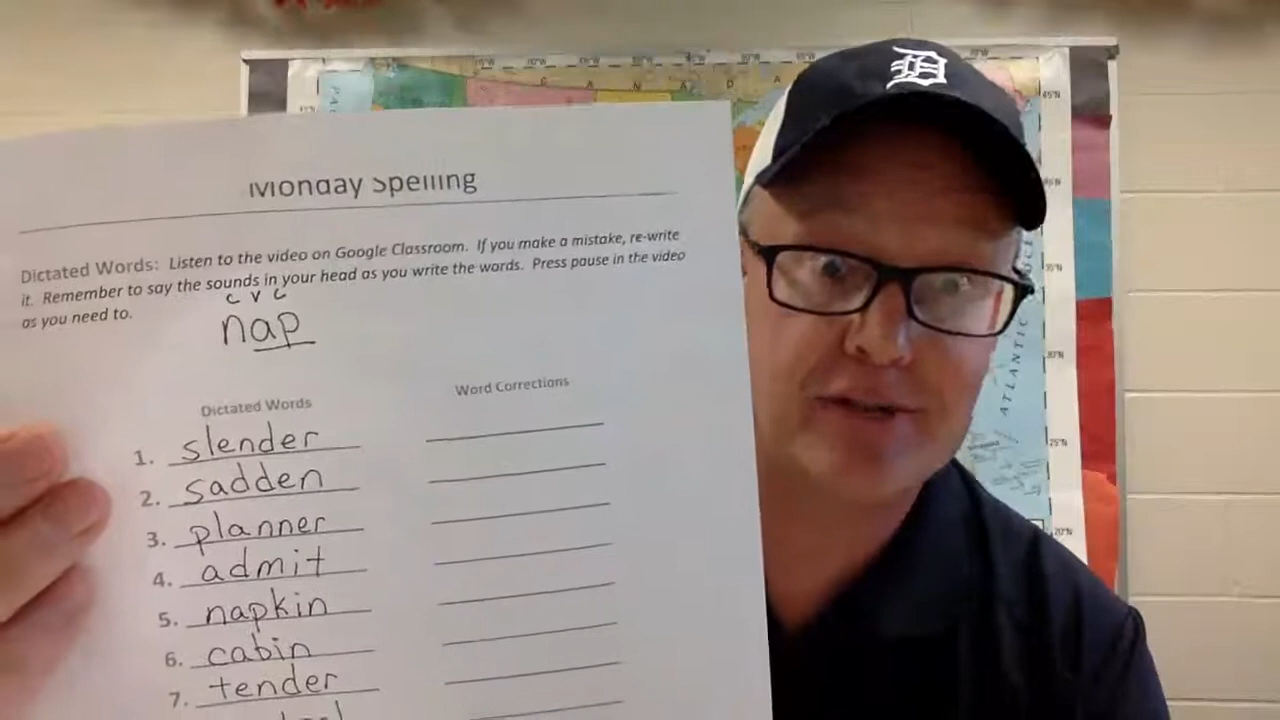 D
C A N A D A
ATLANTIC
Monday Spelling
Dictated Words: Listen to the video on Google Classroom. If you make a mistake, re-write
it. Remember to say the sounds in your head as you write the words. Press pause in the video
as you need to.
c v c
nap
Dictated Words Word Corrections
1. slender
2. sadden
3. planner
4. admit
5. napkin
6. cabin
7. tender